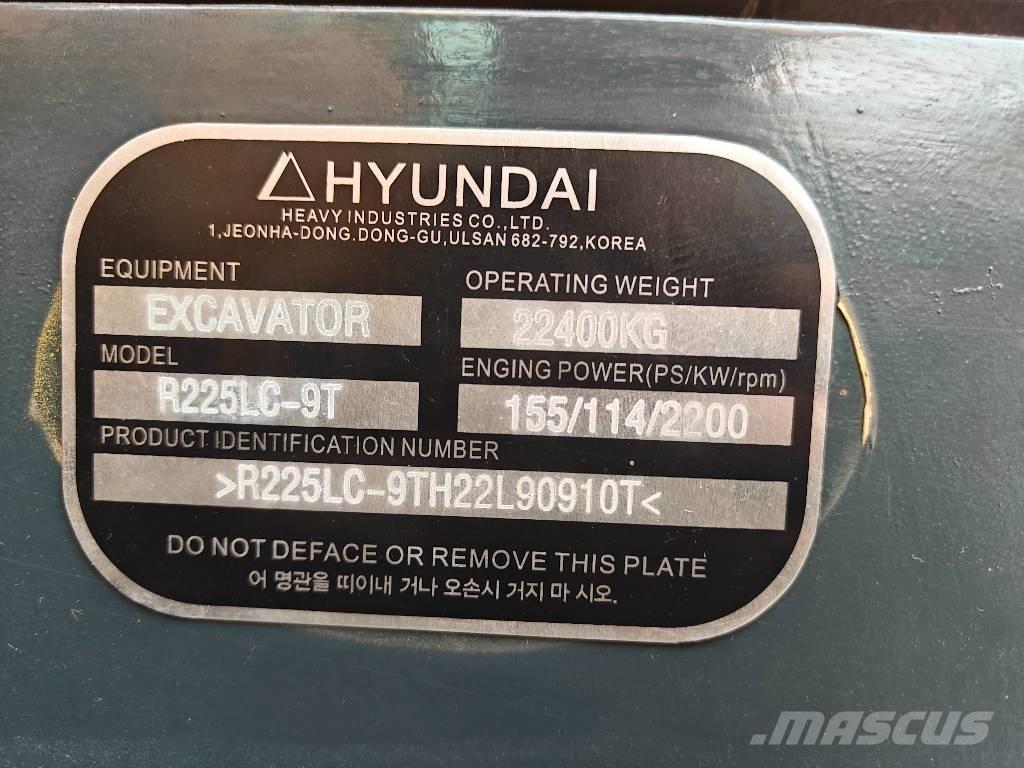 HYUNDAI
HEAVY INDUSTRIES CO.,LTD.
1,JEONHA-DONG.DONG-GU,ULSAN 682-792,KOREA
EQUIPMENT
EXCAVATOR
OPERATING WEIGHT
22400KG
MODEL
R225LC-9T
ENGING POWER(PS/KW/rpm)
155/114/2200
PRODUCT IDENTIFICATION NUMBER
>R225LC-9TH22L90910T<
DO NOT DEFACE OR REMOVE THIS PLATE
어 명관을 띠이내 거나 오손시 거지 마 시오.
MASCUS